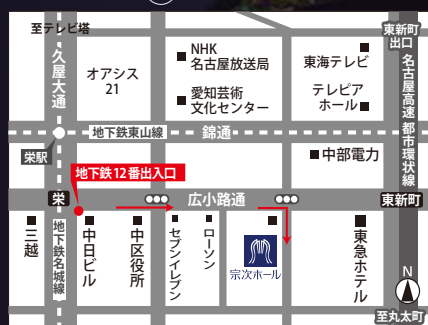 至テレビ塔
東新町
出口
久屋大通
オアシス
21
NHK
名古屋放送局
愛知芸術
文化センター
東海テレビ
テレピア
ホール
名古屋高速
都市環状線
地下鉄東山線
錦通
栄駅
中部電力
地下鉄12番出入口
栄
広小路通
東新町
三越
地下鉄名城線
中日ビル
中区役所
セブンイレブン
ローソン
宗次ホール
東急ホテル
N
至丸太町